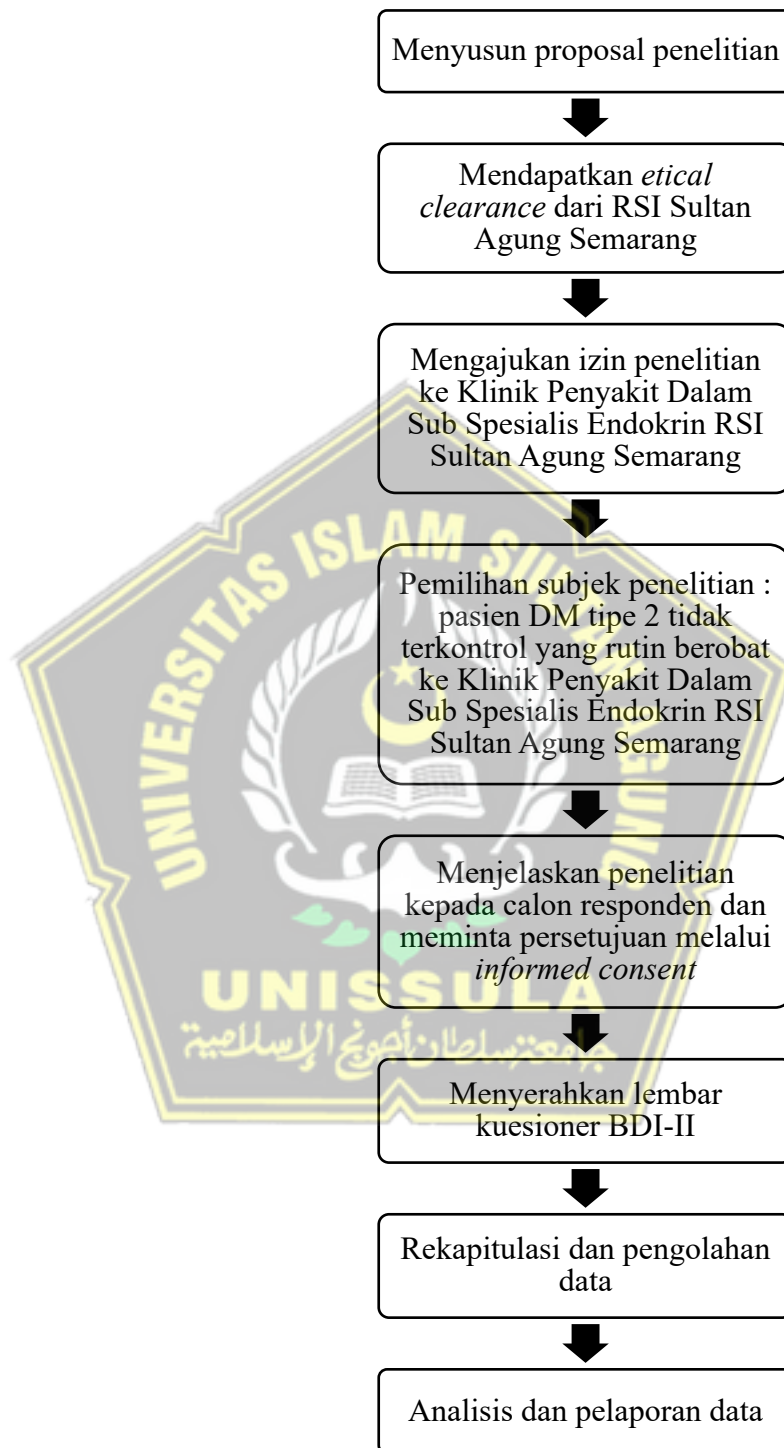 Menyusun proposal penelitian
Mendapatkan etical
clearance dari RSI Sultan
Agung Semarang
Mengajukan izin penelitian
ke Klinik Penyakit Dalam
Sub Spesialis Endokrin RSI
Sultan Agung Semarang
Pemilihan subjek penelitian :
pasien DM tipe 2 tidak
terkontrol yang rutin berobat
ke Klinik Penyakit Dalam
Sub Spesialis Endokrin RSI
Sultan Agung Semarang
Menjelaskan penelitian
kepada calon responden dan
meminta persetujuan melalui
informed consent
Menyerahkan lembar
kuesioner BDI-II
Rekapitulasi dan pengolahan
data
Analisis dan pelaporan data
UNIVERSITAS ISLAM SULTAN AGUNG
UNISSULA
جامعنسلطان أجونج الإسلامية